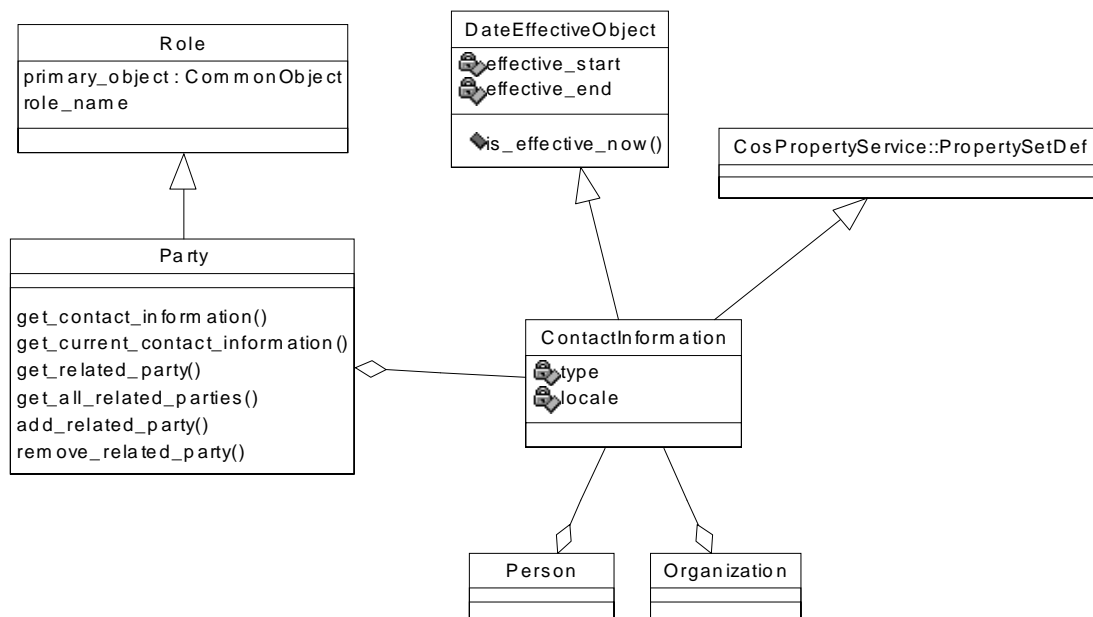 Role
primary_object : CommonObject
role_name
DateEffectiveObject
effective_start
effective_end
is_effective_now()
CosPropertyService::PropertySetDef
Party
get_contact_information()
get_current_contact_information()
get_related_party()
get_all_related_parties()
add_related_party()
remove_related_party()
ContactInformation
type
locale
Person
Organization